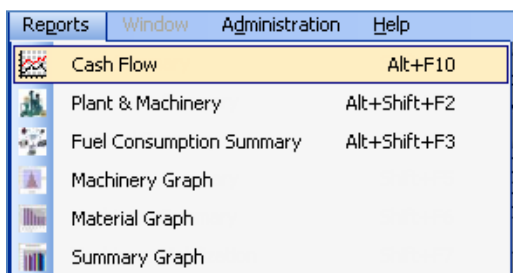 Reports Window Administration Help
Cash Flow Alt+F10
Plant & Machinery Alt+Shift+F2
Fuel Consumption Summary Alt+Shift+F3
Machinery Graph
Material Graph
Summary Graph